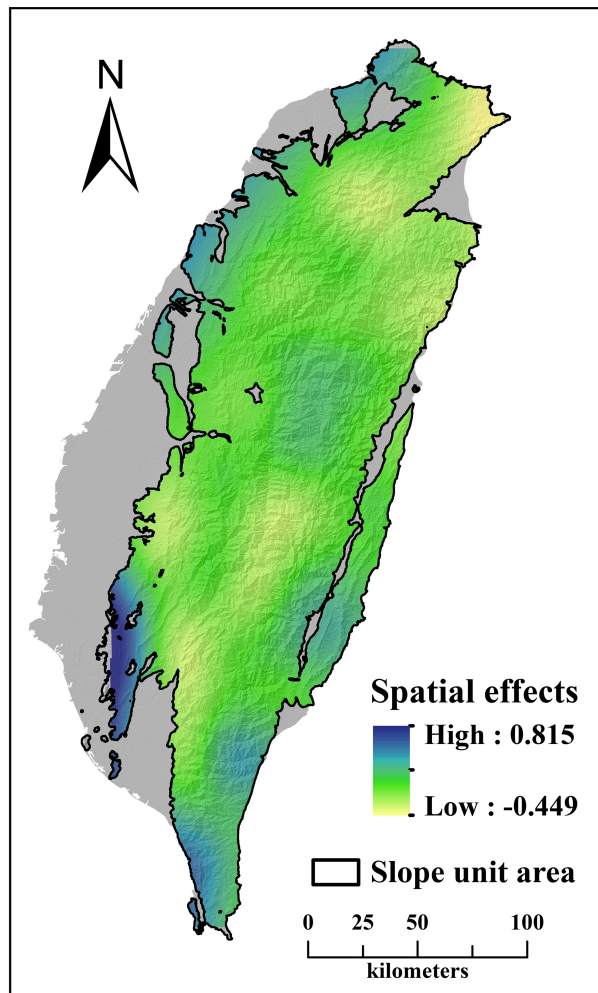 N
Spatial effects
High : 0.815
Low : -0.449
Slope unit area
0 25 50 100
kilometers